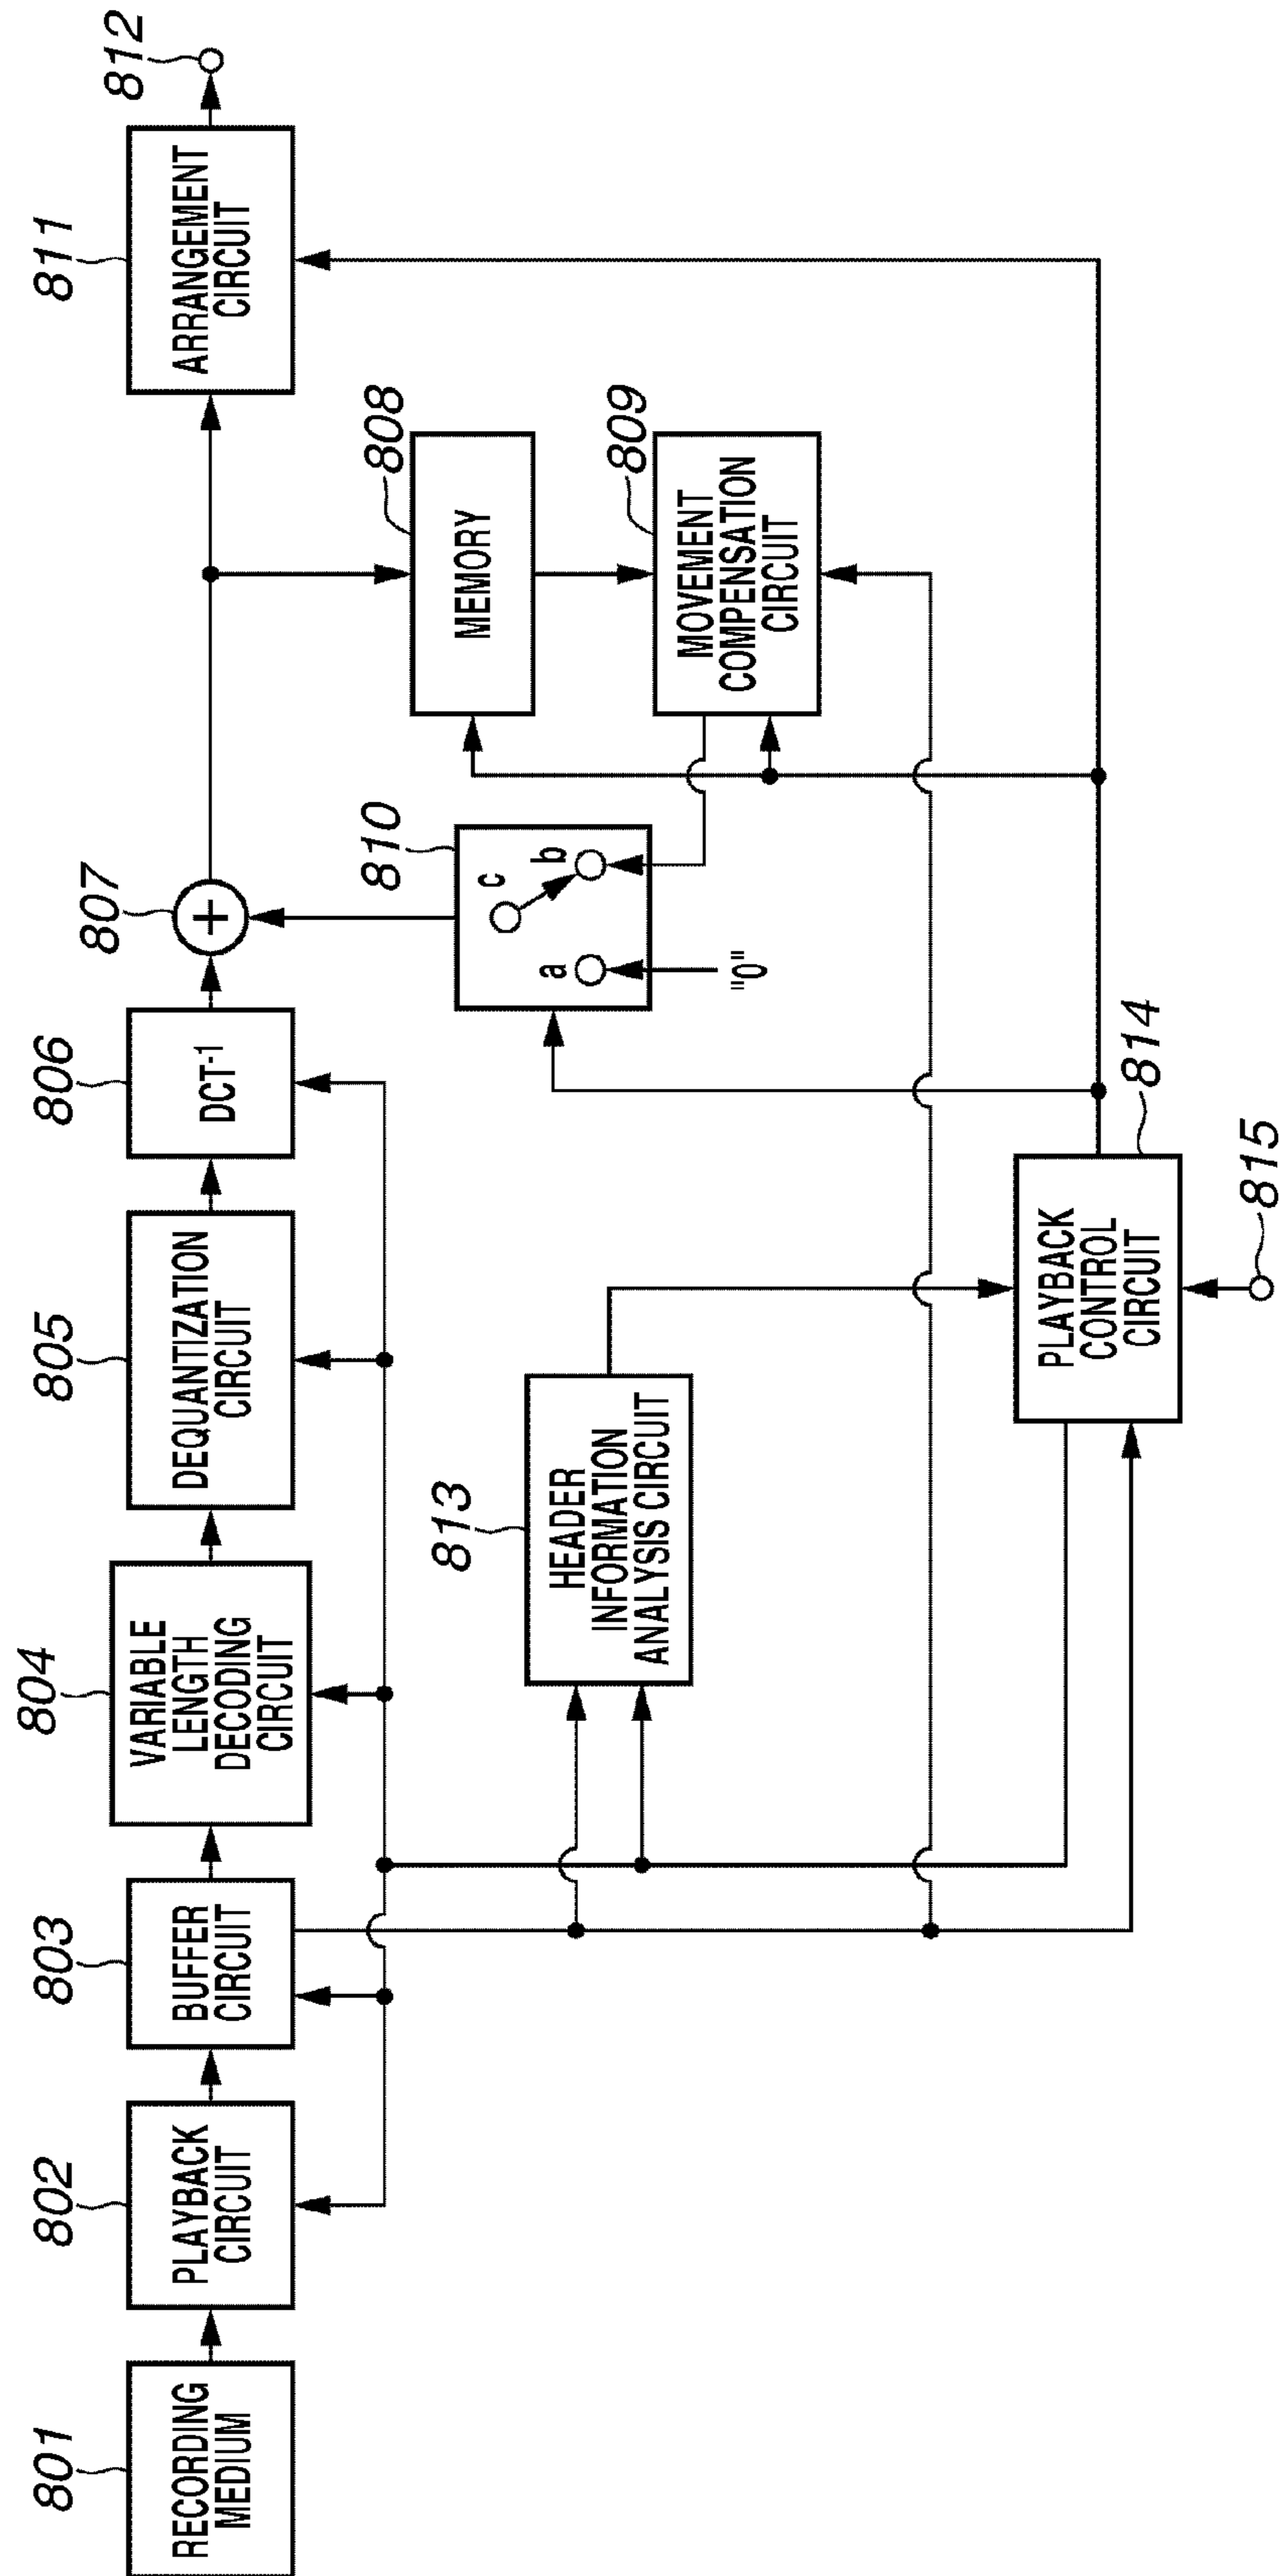 801
RECORDING
MEDIUM
802
PLAYBACK
CIRCUIT
803
BUFFER
CIRCUIT
804
VARIABLE
LENGTH
DECODING
CIRCUIT
805
DEQUANTIZATION
CIRCUIT
806
DCT-1
807
+
811
ARRANGEMENT
CIRCUIT
812
808
MEMORY
809
MOVEMENT
COMPENSATION
CIRCUIT
810
a
b
c
"0"
813
HEADER
INFORMATION
ANALYSIS CIRCUIT
814
PLAYBACK
CONTROL
CIRCUIT
815